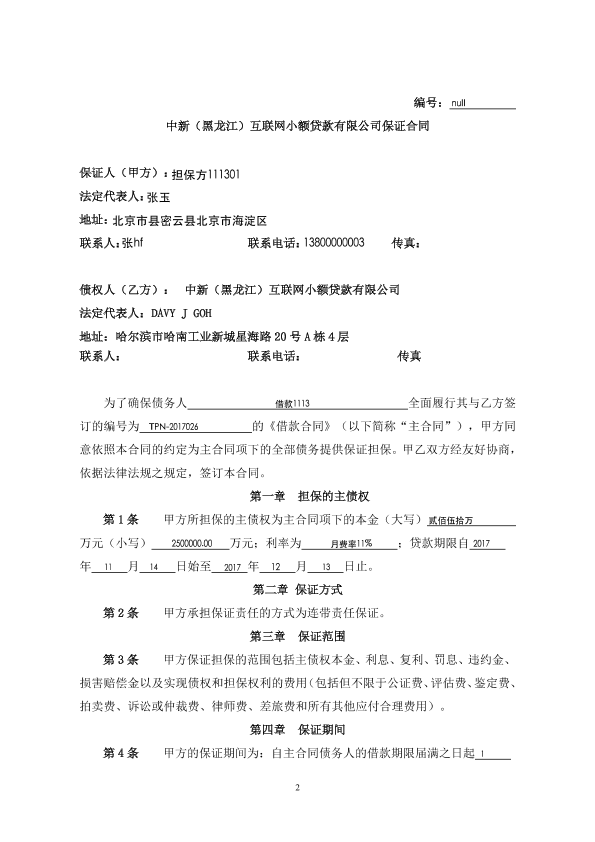 编号：null
中新（黑龙江）互联网小额贷款有限公司保证合同
保证人（甲方）：担保方111301
法定代表人：张玉
地址：北京市县密云县北京市海淀区
联系人：张hf 联系电话：13800000003 传真：
债权人（乙方）： 中新（黑龙江）互联网小额贷款有限公司
法定代表人：DAVY J GOH
地址：哈尔滨市哈南工业新城星海路 20 号 A 栋 4 层
联系人： 联系电话： 传真
为了确保债务人 借款1113 全面履行其与乙方签
订的编号为 TPN-2017026 的《借款合同》（以下简称“主合同”），甲方同
意依照本合同的约定为主合同项下的全部债务提供保证担保。甲乙双方经友好协商，
依据法律法规之规定，签订本合同。
第一章 担保的主债权
第 1 条 甲方所担保的主债权为主合同项下的本金（大写）贰佰伍拾万
万元（小写） 2500000.00 万元；利率为 月费率11% ；贷款期限自 2017
年 11 月 14 日始至 2017 年 12 月 13 日止。
第二章 保证方式
第 2 条 甲方承担保证责任的方式为连带责任保证。
第三章 保证范围
第 3 条 甲方保证担保的范围包括主债权本金、利息、复利、罚息、违约金、
损害赔偿金以及实现债权和担保权利的费用（包括但不限于公证费、评估费、鉴定费、
拍卖费、诉讼或仲裁费、律师费、差旅费和所有其他应付合理费用）。
第四章 保证期间
第 4 条 甲方的保证期间为：自主合同债务人的借款期限届满之日起 1
2